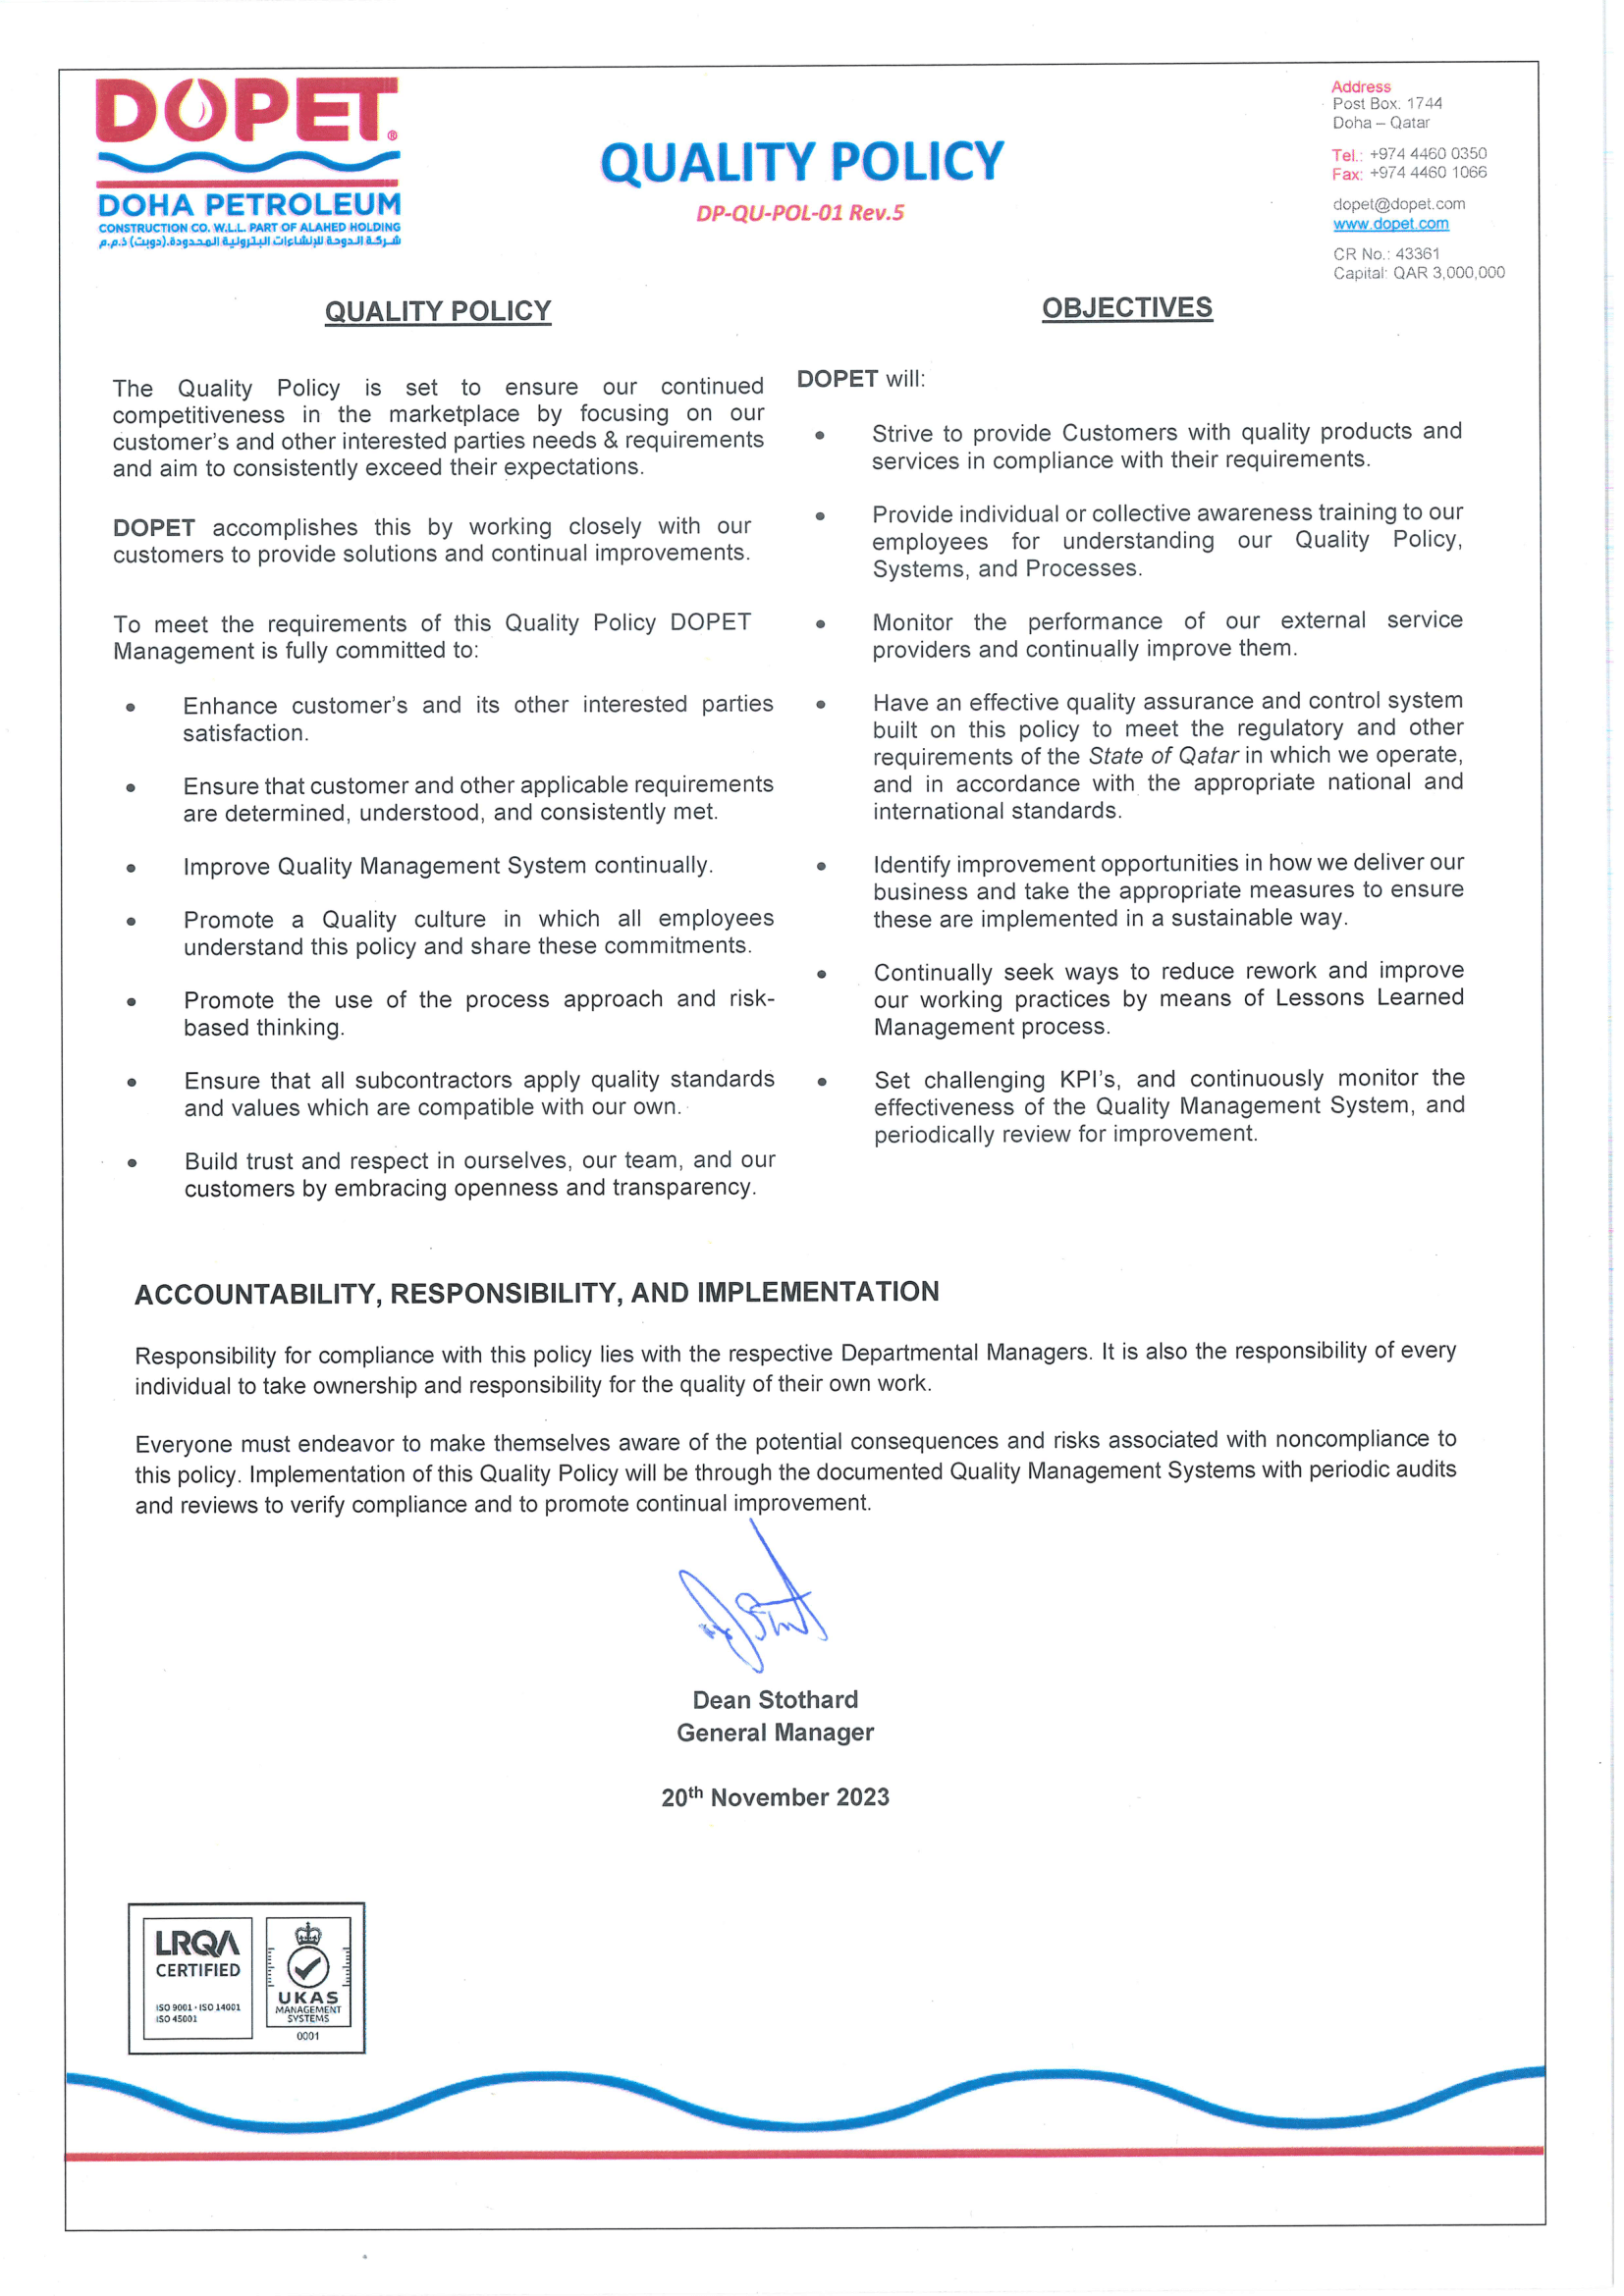 DOPET®
DOHA PETROLEUM
CONSTRUCTION CO. W.L.L. PART OF ALAHED HOLDING
شركة الدوحة للإنشاءات البترولية المحدودة.(دوبت) ذ.م.م
QUALITY POLICY
DP-QU-POL-01 Rev.5
Address
Post Box. 1744
Doha – Qatar
Tel.: +974 4460 0350
Fax: +974 4460 1066
dopet@dopet.com
www.dopet.com
CR No.: 43361
Capital: QAR 3,000,000
QUALITY POLICY
The Quality Policy is set to ensure our continued
competitiveness in the marketplace by focusing on our
customer's and other interested parties needs & requirements
and aim to consistently exceed their expectations.
DOPET accomplishes this by working closely with our
customers to provide solutions and continual improvements.
To meet the requirements of this Quality Policy DOPET
Management is fully committed to:
• Enhance customer's and its other interested parties
satisfaction.
• Ensure that customer and other applicable requirements
are determined, understood, and consistently met.
• Improve Quality Management System continually.
• Promote a Quality culture in which all employees
understand this policy and share these commitments.
• Promote the use of the process approach and risk-
based thinking.
• Ensure that all subcontractors apply quality standards
and values which are compatible with our own.
• Build trust and respect in ourselves, our team, and our
customers by embracing openness and transparency.
OBJECTIVES
DOPET will:
• Strive to provide Customers with quality products and
services in compliance with their requirements.
• Provide individual or collective awareness training to our
employees for understanding our Quality Policy,
Systems, and Processes.
• Monitor the performance of our external service
providers and continually improve them.
• Have an effective quality assurance and control system
built on this policy to meet the regulatory and other
requirements of the State of Qatar in which we operate,
and in accordance with the appropriate national and
international standards.
• Identify improvement opportunities in how we deliver our
business and take the appropriate measures to ensure
these are implemented in a sustainable way.
• Continually seek ways to reduce rework and improve
our working practices by means of Lessons Learned
Management process.
• Set challenging KPI's, and continuously monitor the
effectiveness of the Quality Management System, and
periodically review for improvement.
ACCOUNTABILITY, RESPONSIBILITY, AND IMPLEMENTATION
Responsibility for compliance with this policy lies with the respective Departmental Managers. It is also the responsibility of every
individual to take ownership and responsibility for the quality of their own work.
Everyone must endeavor to make themselves aware of the potential consequences and risks associated with noncompliance to
this policy. Implementation of this Quality Policy will be through the documented Quality Management Systems with periodic audits
and reviews to verify compliance and to promote continual improvement.
Dean Stothard
General Manager
20th November 2023
LRQA
CERTIFIED
ISO 9001 · ISO 14001
ISO 45001
UKAS
MANAGEMENT
SYSTEMS
0001